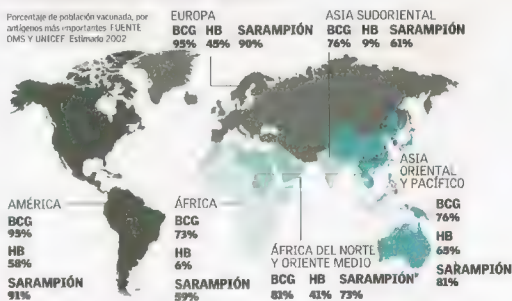 Porcentaje de población vacunada, por
antígenos más importantes. FUENTE
OMS Y UNICEF. Estimado 2002
EUROPA
BCG HB SARAMPIÓN
95% 45% 90%
ASIA SUDORIENTAL
BCG HB SARAMPIÓN
76% 9% 61%
AMÉRICA
BCG
95%
HB
58%
SARAMPIÓN
91%
ÁFRICA
BCG
73%
HB
6%
SARAMPIÓN
59%
ÁFRICA DEL NORTE
Y ORIENTE MEDIO
BCG HB SARAMPIÓN
81% 41% 73%
ASIA
ORIENTAL
Y PACÍFICO
BCG
76%
HB
65%
SARAMPIÓN
81%